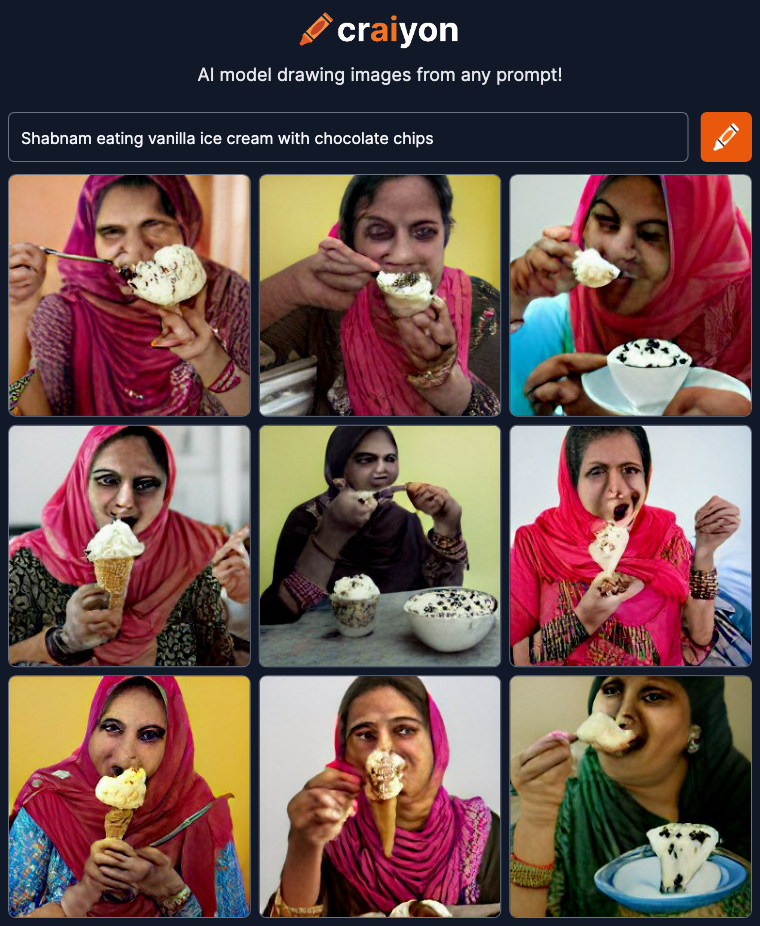 craiyon
AI model drawing images from any prompt!
Shabnam eating vanilla ice cream with chocolate chips